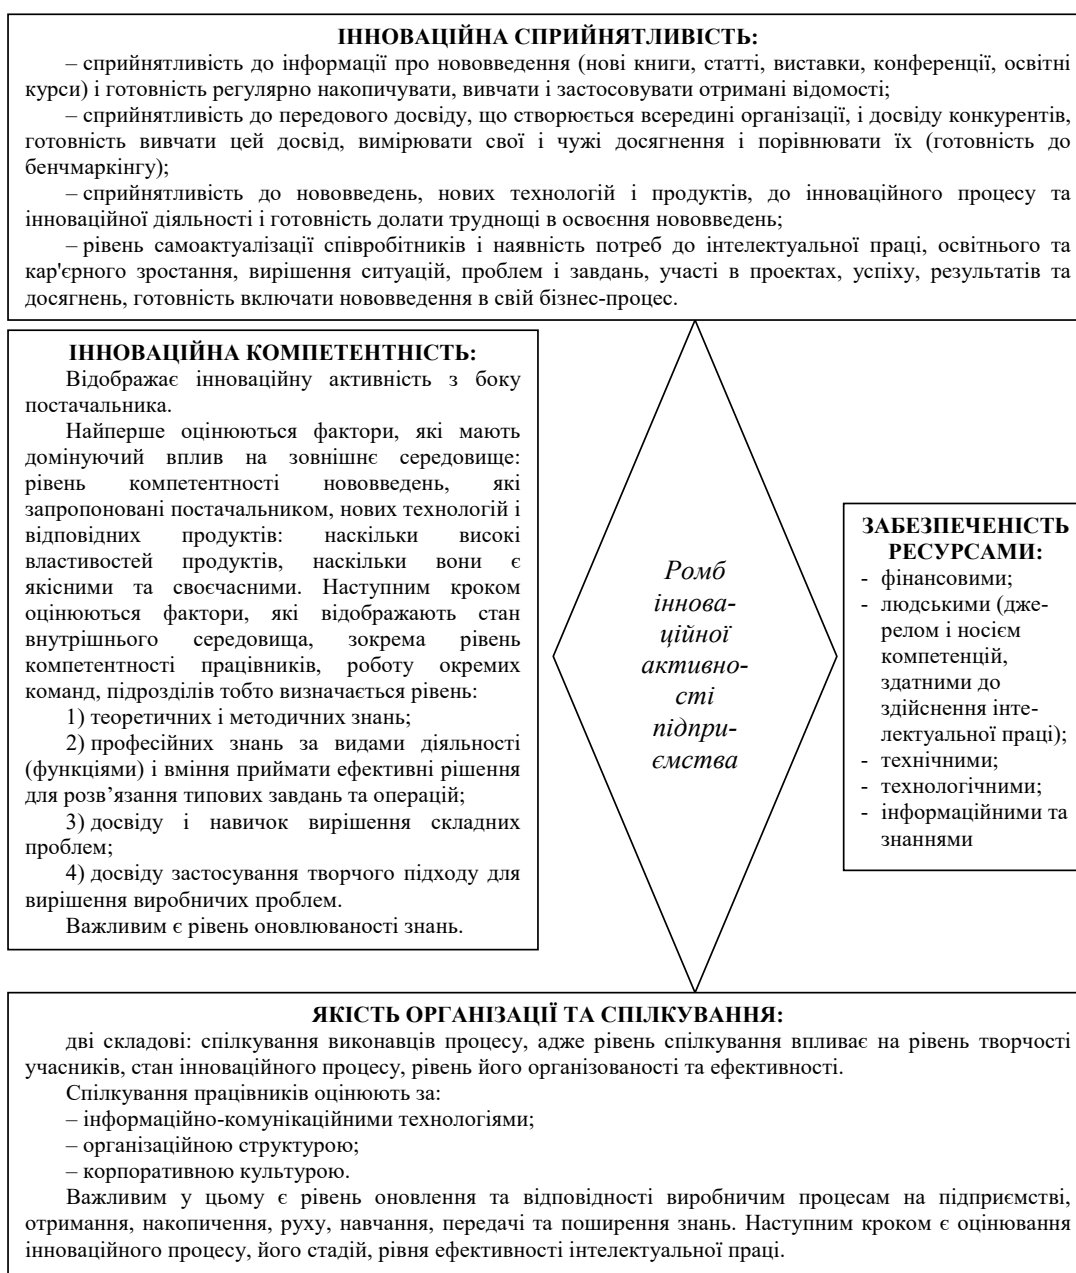 ІННОВАЦІЙНА СПРИЙНЯТЛИВІСТЬ:
– сприйнятливість до інформації про нововведення (нові книги, статті, виставки, конференції, освітні
курси) і готовність регулярно накопичувати, вивчати і застосовувати отримані відомості;
– сприйнятливість до передового досвіду, що створюється всередині організації, і досвіду конкурентів,
готовність вивчати цей досвід, вимірювати свої і чужі досягнення і порівнювати їх (готовність до
бенчмаркінгу);
– сприйнятливість до нововведень, нових технологій і продуктів, до інноваційного процесу та
інноваційної діяльності і готовність долати труднощі в освоєння нововведень;
– рівень самоактуалізації співробітників і наявність потреб до інтелектуальної праці, освітнього та
кар'єрного зростання, вирішення ситуацій, проблем і завдань, участі в проектах, успіху, результатів та
досягнень, готовність включати нововведення в свій бізнес-процес.
ІННОВАЦІЙНА КОМПЕТЕНТНІСТЬ:
Відображає інноваційну активність з боку
постачальника.
Найперше оцінюються фактори, які мають
домінуючий вплив на зовнішнє середовище:
рівень компетентності нововведень, які
запропоновані постачальником, нових технологій і
відповідних продуктів: наскільки високі
властивостей продуктів, наскільки вони є
якісними та своєчасними. Наступним кроком
оцінюються фактори, які відображають стан
внутрішнього середовища, зокрема рівень
компетентності працівників, роботу окремих
команд, підрозділів тобто визначається рівень:
1) теоретичних і методичних знань;
2) професійних знань за видами діяльності
(функціями) і вміння приймати ефективні рішення
для розв’язання типових завдань та операцій;
3) досвіду і навичок вирішення складних
проблем;
4) досвіду застосування творчого підходу для
вирішення виробничих проблем.
Важливим є рівень оновлюваності знань.
Ромб
іннова-
ційної
активно-
сті
підпри-
ємства
ЗАБЕЗПЕЧЕНІСТЬ
РЕСУРСАМИ:
- фінансовими;
- людськими (дже-
релом і носієм
компетенцій,
здатними до
здійснення інте-
лектуальної праці);
- технічними;
- технологічними;
- інформаційними та
знаннями
ЯКІСТЬ ОРГАНІЗАЦІЇ ТА СПІЛКУВАННЯ:
дві складові: спілкування виконавців процесу, адже рівень спілкування впливає на рівень творчості
учасників, стан інноваційного процесу, рівень його організованості та ефективності.
Спілкування працівників оцінюють за:
– інформаційно-комунікаційними технологіями;
– організаційною структурою;
– корпоративною культурою.
Важливим у цьому є рівень оновлення та відповідності виробничим процесам на підприємстві,
отримання, накопичення, руху, навчання, передачі та поширення знань. Наступним кроком є оцінювання
інноваційного процесу, його стадій, рівня ефективності інтелектуальної праці.